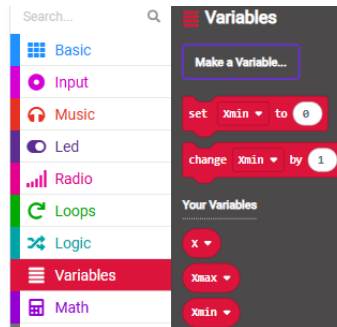 Search...
Basic
Input
Music
Led
Radio
Loops
Logic
Variables
Math
Variables
Make a Variable...
set Xmin to 0
change Xmin by 1
Your Variables
X
Xmax
Xmin